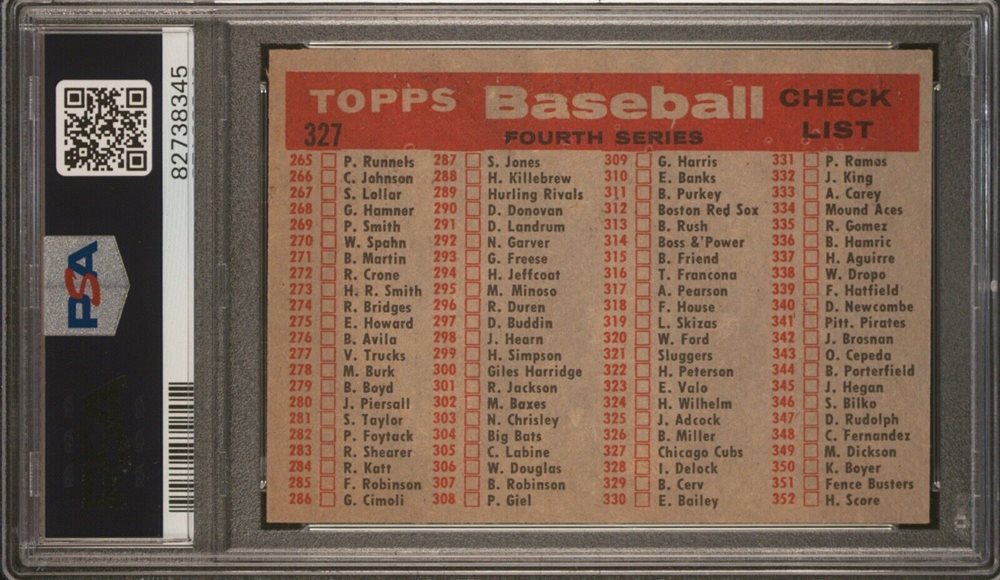 82738345
PSA
TOPPS Baseball CHECK
327 FOURTH SERIES LIST
265 P. Runnels 287 S. Jones 309 G. Harris 331 P. Ramos
266 C. Johnson 288 H. Killebrew 310 E. Banks 332 J. King
267 S. Lollar 289 Hurling Rivals 311 B. Purkey 333 A. Carey
268 G. Hamner 290 D. Donovan 312 Boston Red Sox 334 Mound Aces
269 P. Smith 291 D. Landrum 313 B. Rush 335 R. Gomez
270 W. Spahn 292 N. Garver 314 Boss &'Power 336 B. Hamric
271 B. Martin 293 G. Freese 315 B. Friend 337 H. Aguirre
272 R. Crone 294 H. Jeffcoat 316 T. Francona 338 W. Dropo
273 H. R. Smith 295 M. Minoso 317 A. Pearson 339 F. Hatfield
274 R. Bridges 296 R. Duren 318 F. House 340 D. Newcombe
275 E. Howard 297 D. Buddin 319 L. Skizas 341 Pitt. Pirates
276 B. Avila 298 J. Hearn 320 W. Ford 342 J. Brosnan
277 V. Trucks 299 H. Simpson 321 Sluggers 343 O. Cepeda
278 M. Burk 300 Giles Harridge 322 H. Peterson 344 B. Porterfield
279 B. Boyd 301 R. Jackson 323 E. Valo 345 J. Hegan
280 J. Piersall 302 M. Baxes 324 H. Wilhelm 346 S. Bilko
281 S. Taylor 303 N. Chrisley 325 J. Adcock 347 D. Rudolph
282 P. Foytack 304 Big Bats 326 B. Miller 348 C. Fernandez
283 R. Shearer 305 C. Labine 327 Chicago Cubs 349 M. Dickson
284 R. Katt 306 W. Douglas 328 I. Delock 350 K. Boyer
285 F. Robinson 307 B. Robinson 329 B. Cerv 351 Fence Busters
286 G. Cimoli 308 P. Giel 330 E. Bailey 352 H. Score